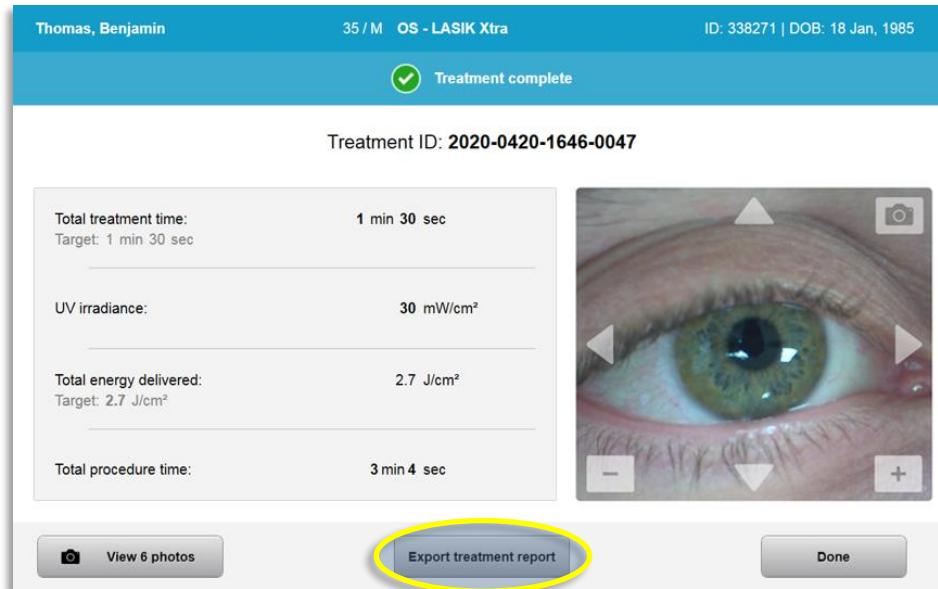 Thomas, Benjamin 35 / M OS - LASIK Xtra ID: 338271 | DOB: 18 Jan, 1985
Treatment complete
Treatment ID: 2020-0420-1646-0047
Total treatment time: 1 min 30 sec
Target: 1 min 30 sec
UV irradiance: 30 mW/cm²
Total energy delivered: 2.7 J/cm²
Target: 2.7 J/cm²
Total procedure time: 3 min 4 sec
View 6 photos Export treatment report Done